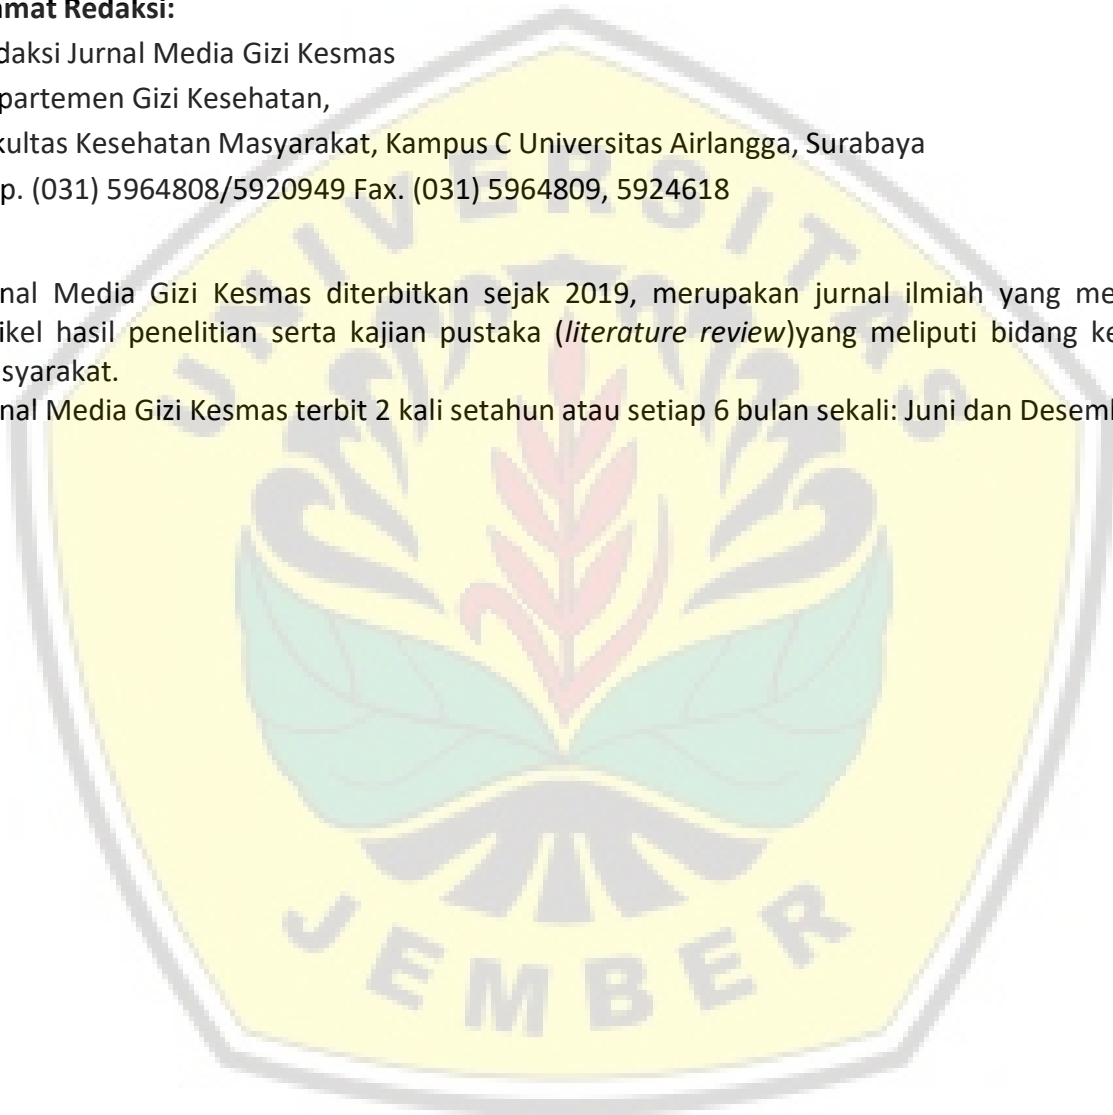 amat Redaksi:
daksi Jurnal Media Gizi Kesmas
partemen Gizi Kesehatan,
kultas Kesehatan Masyarakat, Kampus C Universitas Airlangga, Surabaya
p. (031) 5964808/5920949 Fax. (031) 5964809, 5924618
nal Media Gizi Kesmas diterbitkan sejak 2019, merupakan jurnal ilmiah yang me
ikel hasil penelitian serta kajian pustaka (literature review)yang meliputi bidang ke
syarakat.
nal Media Gizi Kesmas terbit 2 kali setahun atau setiap 6 bulan sekali: Juni dan Desem
UNIVERSITAS
JEMBER